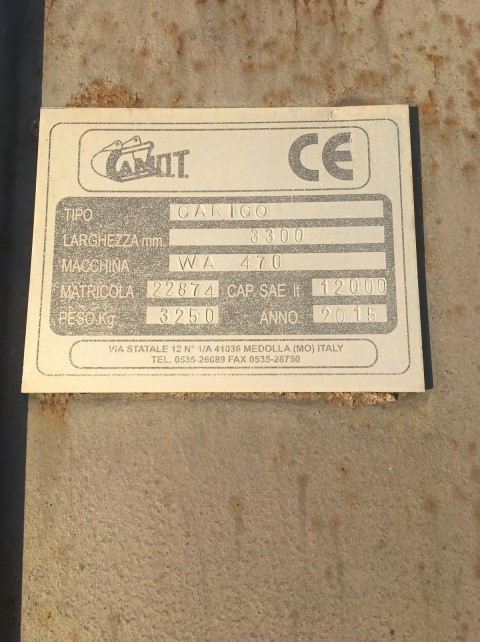 CE
TIPO CARICO
LARGHEZZA mm. 3300
MACCHINA WA 470
MATRICOLA 22874 CAP. SAE lt 12000
PESO.Kg 3250 ANNO. 2015
VIA STATALE 12 N° 1/A 41036 MEDOLLA (MO) ITALY
TEL. 0535-26089 FAX 0535-26750